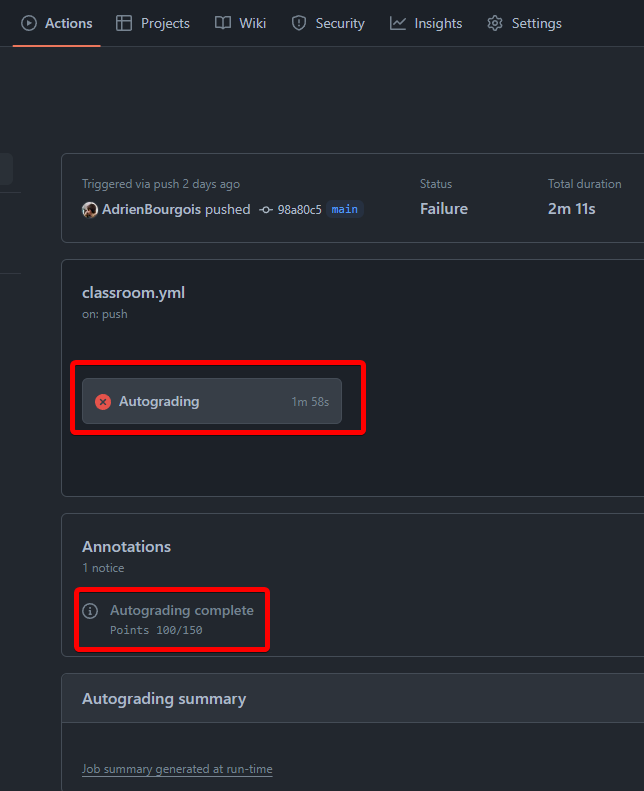 Actions Projects Wiki Security Insights Settings
Triggered via push 2 days ago Status Total duration
AdrienBourgois pushed 98a80c5 main Failure 2m 11s
classroom.yml
on: push
Autograding 1m 58s
Annotations
1 notice
Autograding complete
Points 100/150
Autograding summary
Job summary generated at run-time